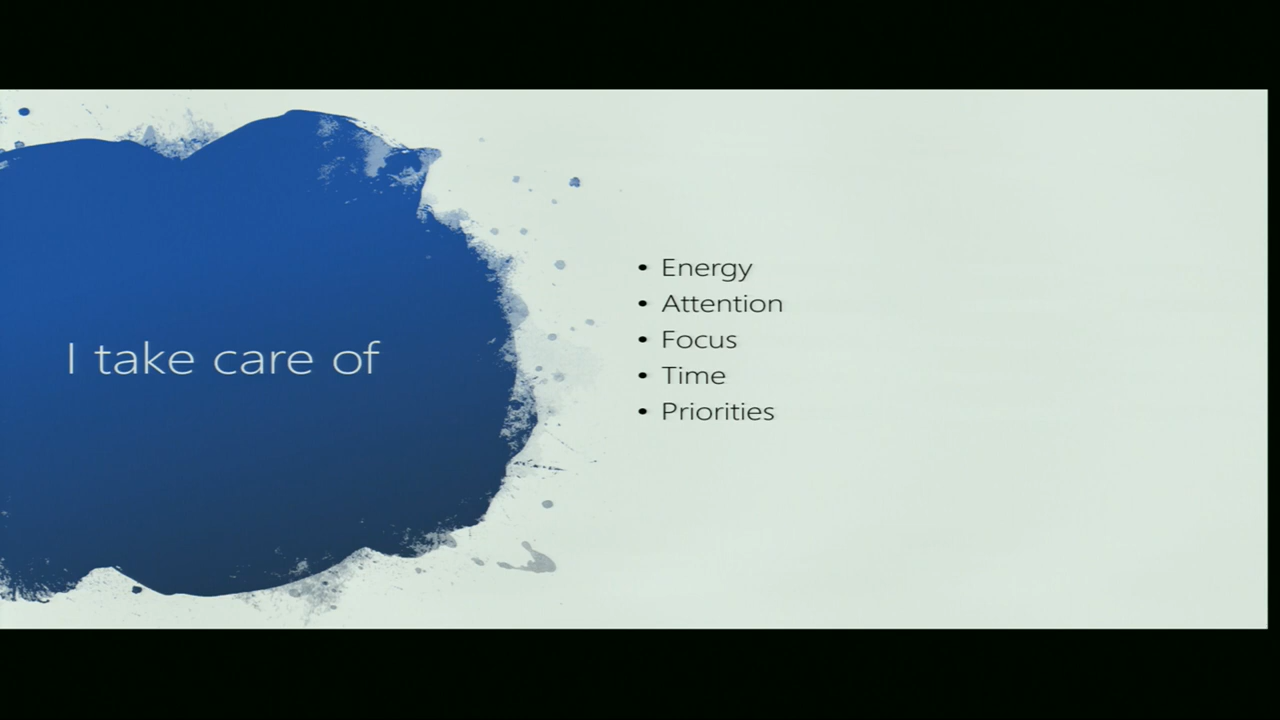 I take care of
• Energy
• Attention
• Focus
• Time
• Priorities